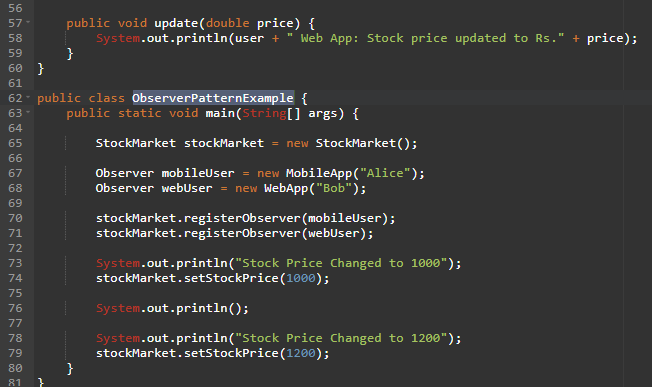 56
57 public void update(double price) {
58 System.out.println(user + " Web App: Stock price updated to Rs." + price);
59 }
60 }
61
62 public class ObserverPatternExample {
63 public static void main(String[] args) {
64
65 StockMarket stockMarket = new StockMarket();
66
67 Observer mobileUser = new MobileApp("Alice");
68 Observer webUser = new WebApp("Bob");
69
70 stockMarket.registerObserver(mobileUser);
71 stockMarket.registerObserver(webUser);
72
73 System.out.println("Stock Price Changed to 1000");
74 stockMarket.setStockPrice(1000);
75
76 System.out.println();
77
78 System.out.println("Stock Price Changed to 1200");
79 stockMarket.setStockPrice(1200);
80 }
81 }